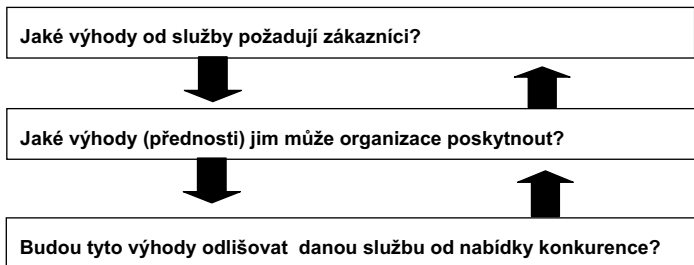 Jaké výhody od služby požadují zákazníci?
Jaké výhody (přednosti) jim může organizace poskytnout?
Budou tyto výhody odlišovat danou službu od nabídky konkurence?